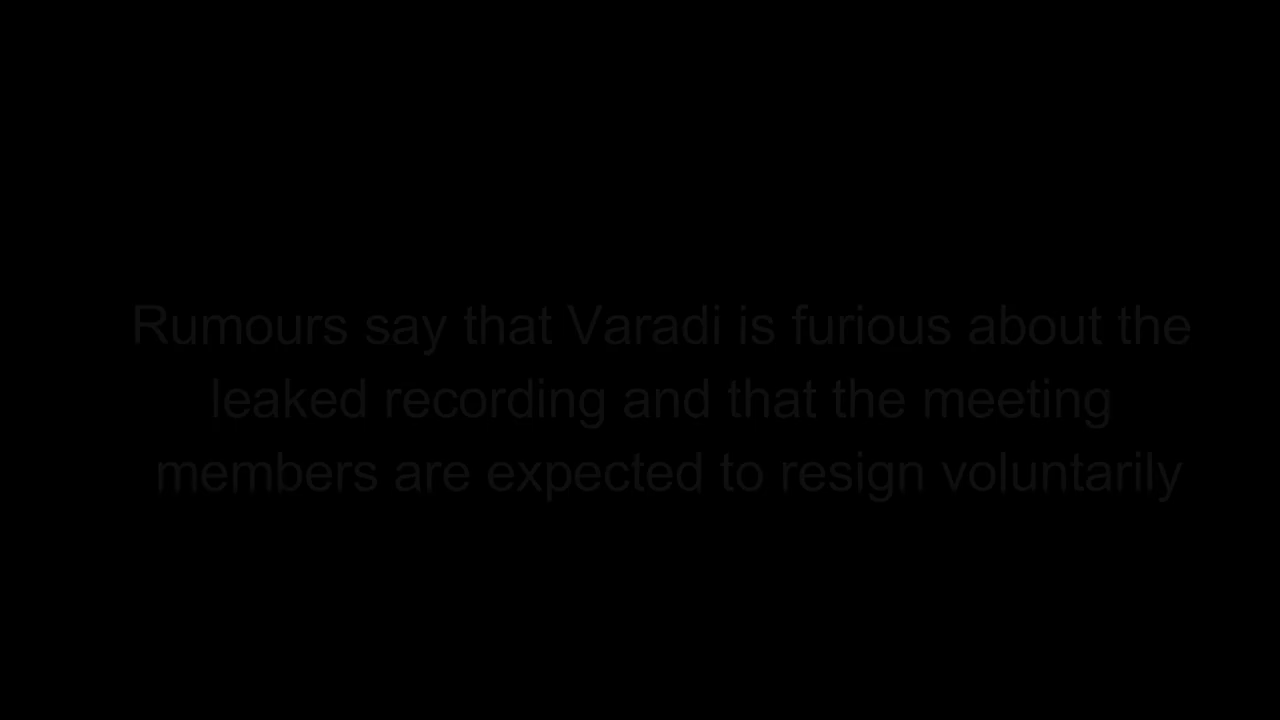 Rumours say that Varadi is furious about the
leaked recording and that the meeting
members are expected to resign voluntarily